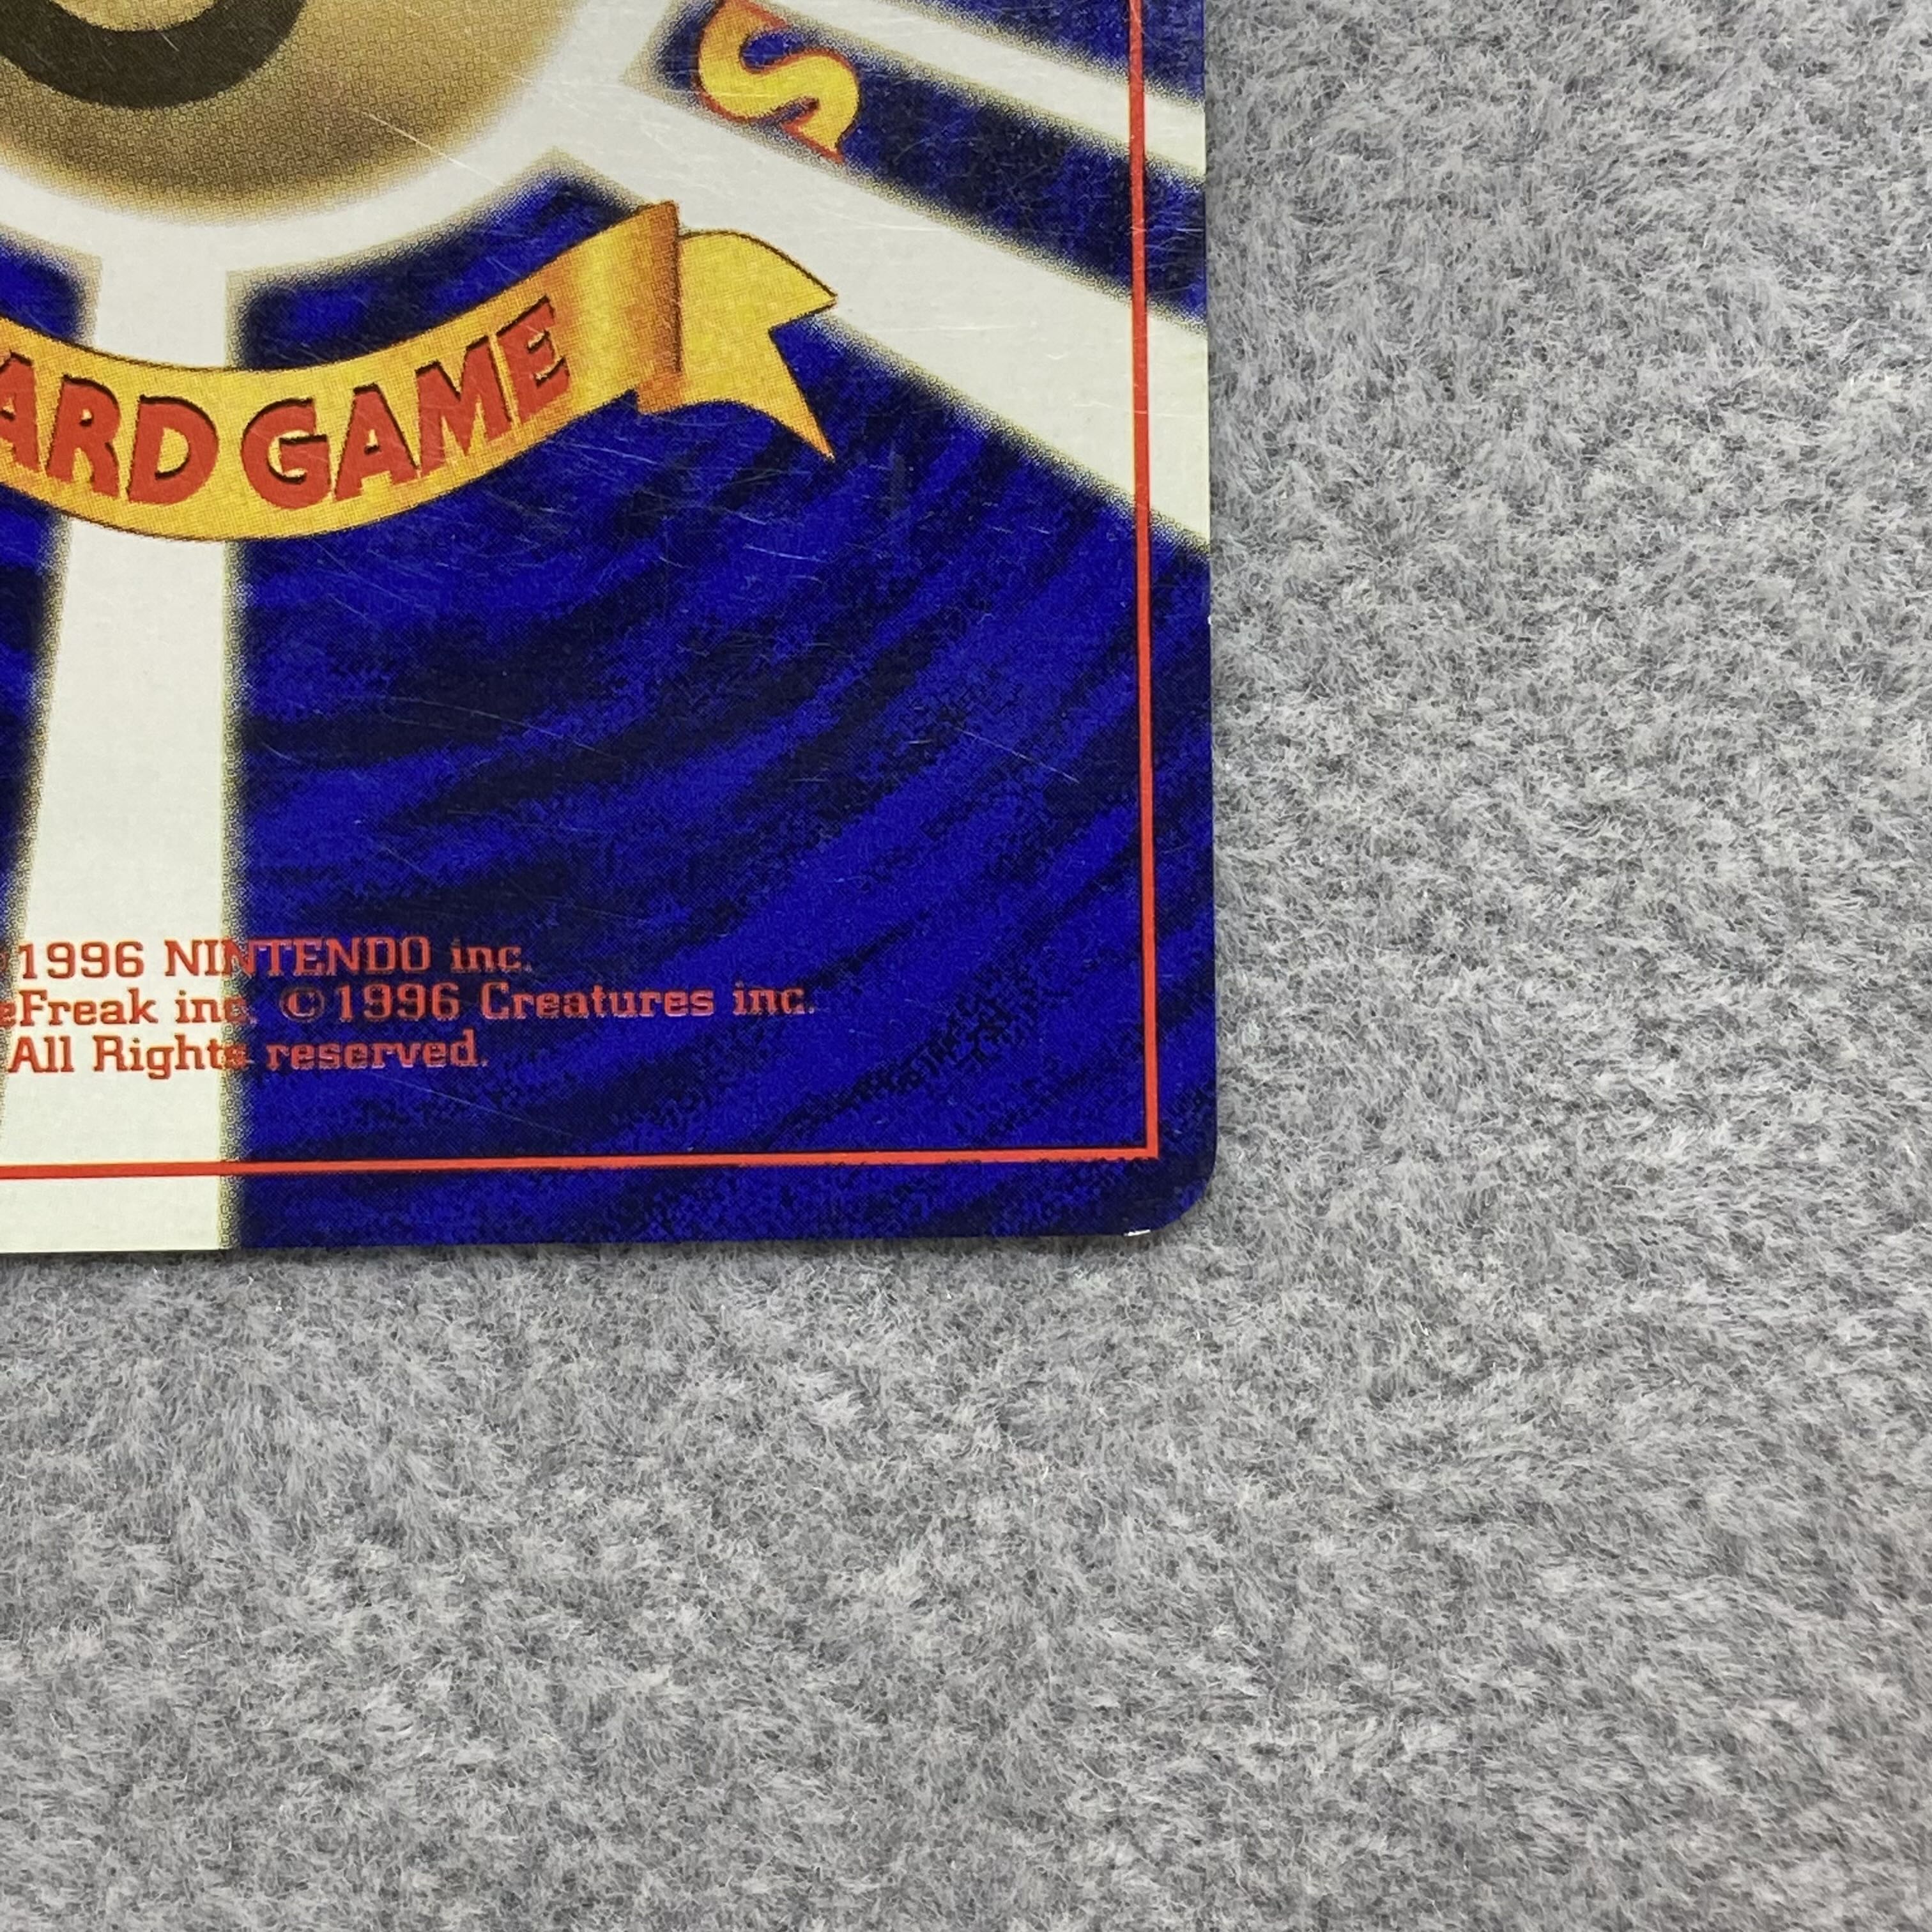 S
ARD GAME
1996 NINTENDO inc.
eFreak inc. ©1996 Creatures inc.
All Rights reserved.